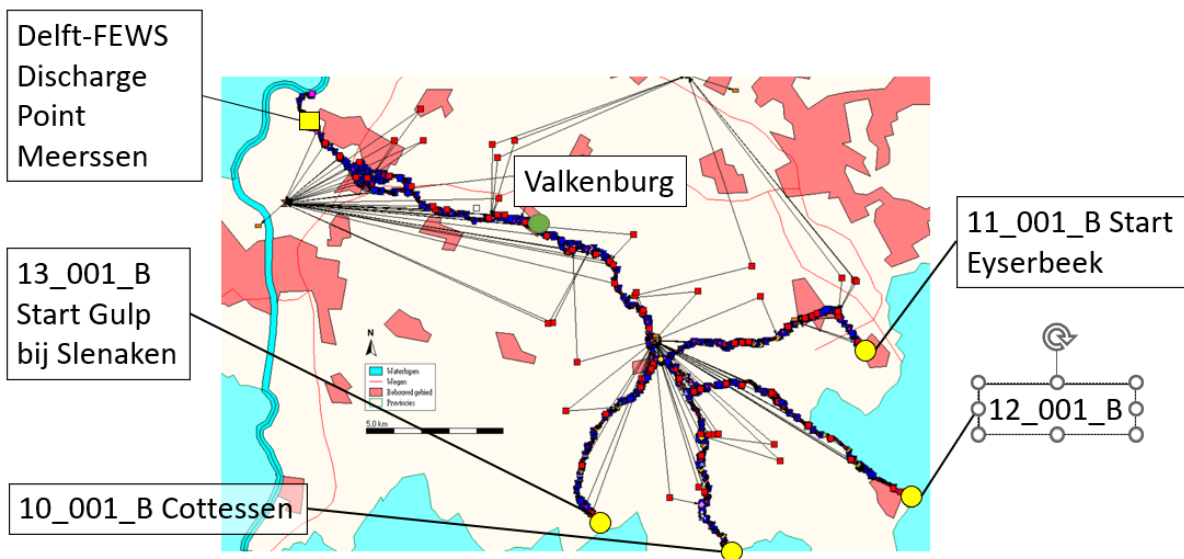 Delft-FEWS
Discharge
Point
Meerssen
Valkenburg
11_001_B Start
Eyserbeek
13_001_B
Start Gulp
bij Slenaken
N
Waterlopen
Wegen
Bebouwd gebied
Provincies
5.0 km
12_001_B
10_001_B Cottessen